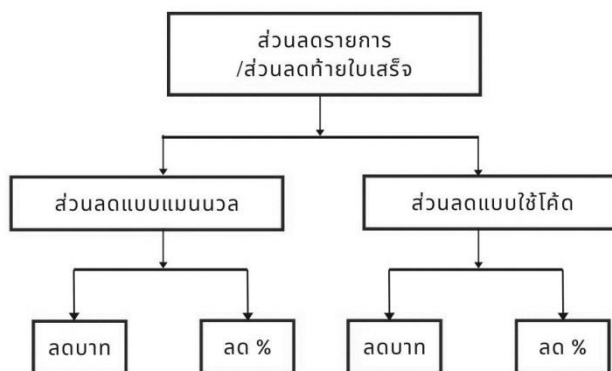 ส่วนลดรายการ
/ส่วนลดท้ายใบเสร็จ
ส่วนลดแบบแมนนวล
ส่วนลดแบบใช้โค้ด
ลดบาท
ลด %
ลดบาท
ลด %